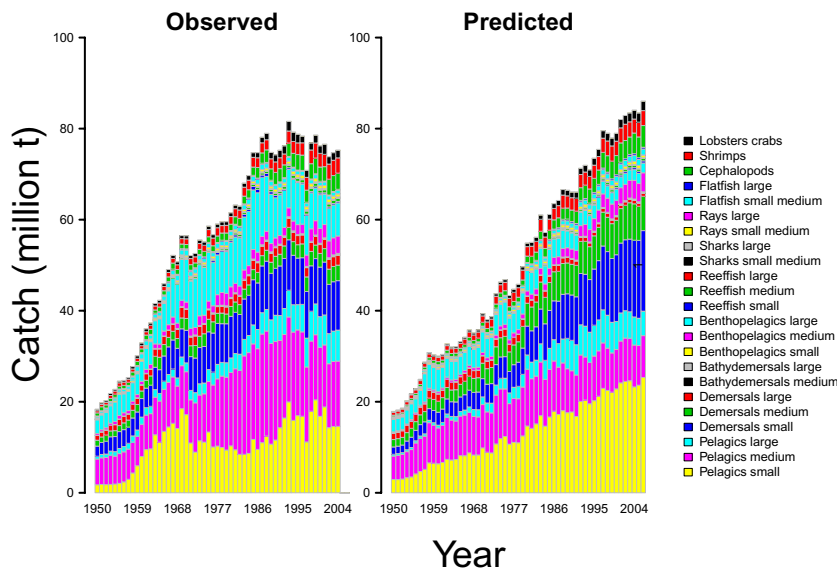 Observed
Predicted
Catch (million t)
100
80
60
40
20
0
1950 1959 1968 1977 1986 1995 2004
100
80
60
40
20
0
1950 1959 1968 1977 1986 1995 2004
Year
Lobsters crabs
Shrimps
Cephalopods
Flatfish large
Flatfish small medium
Rays large
Rays small medium
Sharks large
Sharks small medium
Reeffish large
Reeffish medium
Reeffish small
Benthopelagics large
Benthopelagics medium
Benthopelagics small
Bathydemersals large
Bathydemersals medium
Demersals large
Demersals medium
Demersals small
Pelagics large
Pelagics medium
Pelagics small